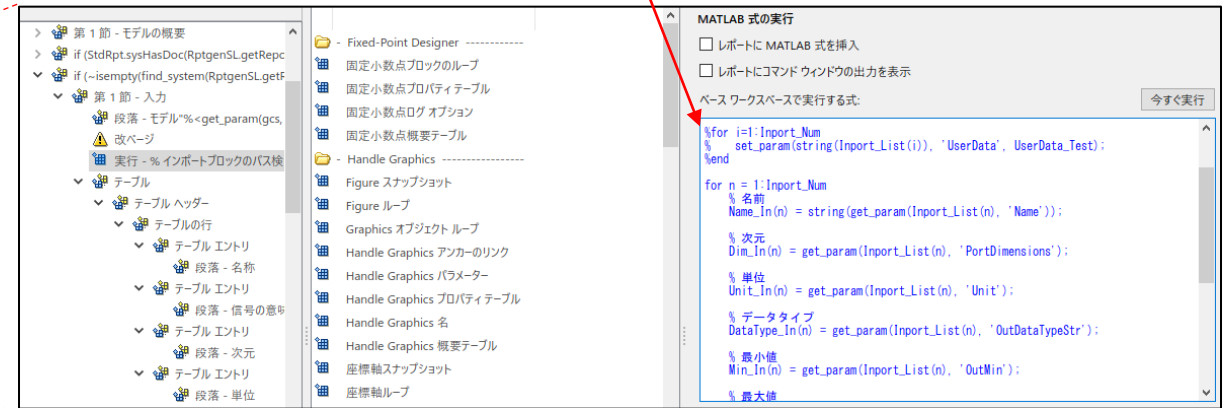 第 1 節 - モデルの概要
if (StdRpt.sysHasDoc(RptgenSL.getRepc
if (~isempty(find_system(RptgenSL.getF
第 1 節 - 入力
段落 - モデル"%<get_param(gcs,
改ページ
実行 - % インポートブロックのパス検
テーブル
テーブル ヘッダー
テーブルの行
テーブル エントリ
段落 - 名称
テーブル エントリ
段落 - 信号の意味
テーブル エントリ
段落 - 次元
テーブル エントリ
段落 - 単位
- Fixed-Point Designer ------------
固定小数点ブロックのループ
固定小数点プロパティ テーブル
固定小数点ログ オプション
固定小数点概要テーブル
- Handle Graphics -----------------
Figure スナップショット
Figure ループ
Graphics オブジェクト ループ
Handle Graphics アンカーのリンク
Handle Graphics パラメーター
Handle Graphics プロパティ テーブル
Handle Graphics 名
Handle Graphics 概要テーブル
座標軸スナップショット
座標軸ループ
MATLAB 式の実行
レポートに MATLAB 式を挿入
レポートにコマンド ウィンドウの出力を表示
ベース ワークスペースで実行する式:
今すぐ実行
%for i=1:Inport_Num
%    set_param(string(Inport_List(i)), 'UserData', UserData_Test);
%end
for n = 1:Inport_Num
% 名前
Name_In(n) = string(get_param(Inport_List(n), 'Name'));
% 次元
Dim_In(n) = get_param(Inport_List(n), 'PortDimensions');
% 単位
Unit_In(n) = get_param(Inport_List(n), 'Unit');
% データタイプ
DataType_In(n) = get_param(Inport_List(n), 'OutDataTypeStr');
% 最小値
Min_In(n) = get_param(Inport_List(n), 'OutMin');
% 最大値